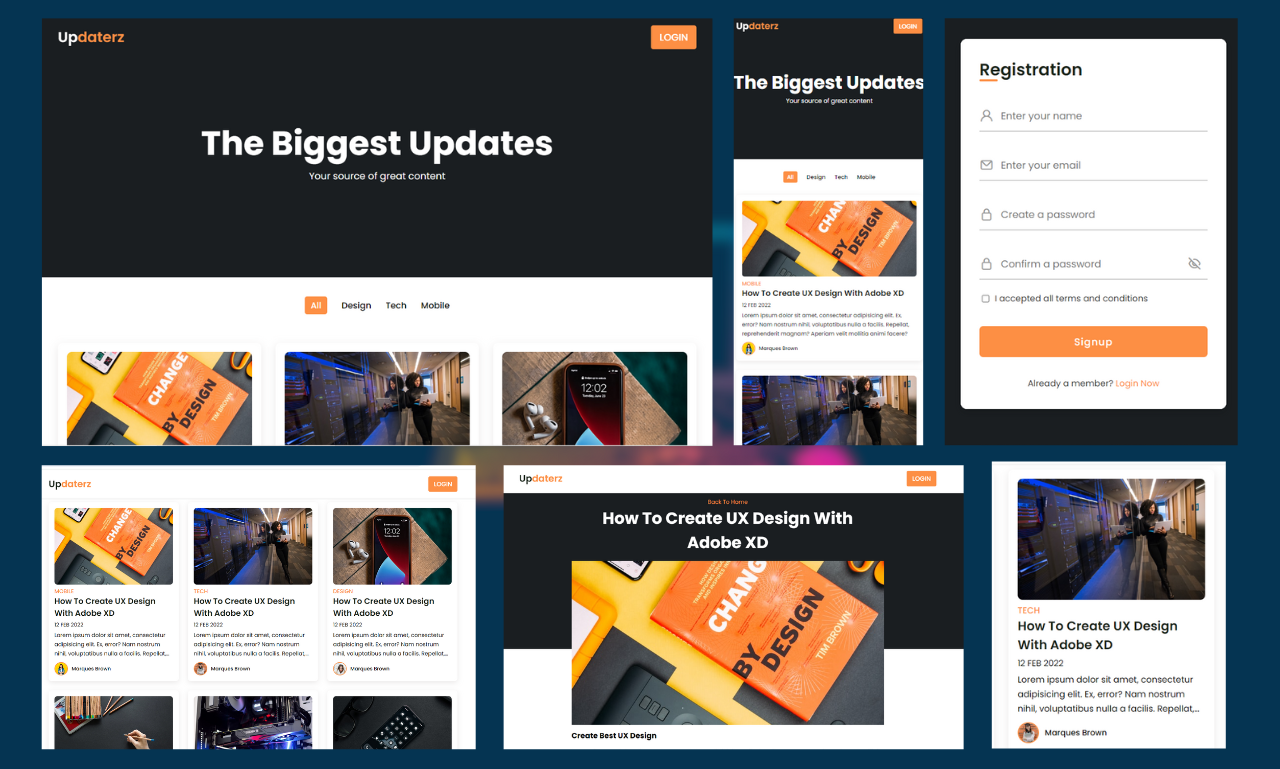 Updaterz
LOGIN
The Biggest Updates
Your source of great content
All
Design
Tech
Mobile
CHANGE
BY
DESIGN
TIM BROWN
12:02
Updaterz
LOGIN
The Biggest Updates
Your source of great content
All
Design
Tech
Mobile
CHANGE
BY
DESIGN
TIM BROWN
MOBILE
How To Create UX Design With Adobe XD
12 FEB 2022
Lorem ipsum dolor sit amet, consectetur adipisicing elit. Ex,
error? Nam nostrum nihil, voluptatibus nulla a facilis. Repellat,
reprehenderit magnam? Aperiam velit mollitia animi facere?
Marques Brown
Registration
Enter your name
Enter your email
Create a password
Confirm a password
I accepted all terms and conditions
Signup
Already a member? Login Now
Updaterz
LOGIN
CHANGE
BY
DESIGN
MOBILE
How To Create UX Design
With Adobe XD
12 FEB 2022
Lorem ipsum dolor sit amet, consectetur
adipisicing elit. Ex, error? Nam nostrum
nihil, voluptatibus nulla a facilis. Repellat,...
Marques Brown
TECH
How To Create UX Design
With Adobe XD
12 FEB 2022
Lorem ipsum dolor sit amet, consectetur
adipisicing elit. Ex, error? Nam nostrum
nihil, voluptatibus nulla a facilis. Repellat,...
Marques Brown
12:02
DESIGN
How To Create UX Design
With Adobe XD
12 FEB 2022
Lorem ipsum dolor sit amet, consectetur
adipisicing elit. Ex, error? Nam nostrum
nihil, voluptatibus nulla a facilis. Repellat,...
Marques Brown
Updaterz
LOGIN
Back To Home
How To Create UX Design With
Adobe XD
CHANGE
BY
DESIGN
TIM BROWN
Create Best UX Design
TECH
How To Create UX Design
With Adobe XD
12 FEB 2022
Lorem ipsum dolor sit amet, consectetur
adipisicing elit. Ex, error? Nam nostrum
nihil, voluptatibus nulla a facilis. Repellat,...
Marques Brown